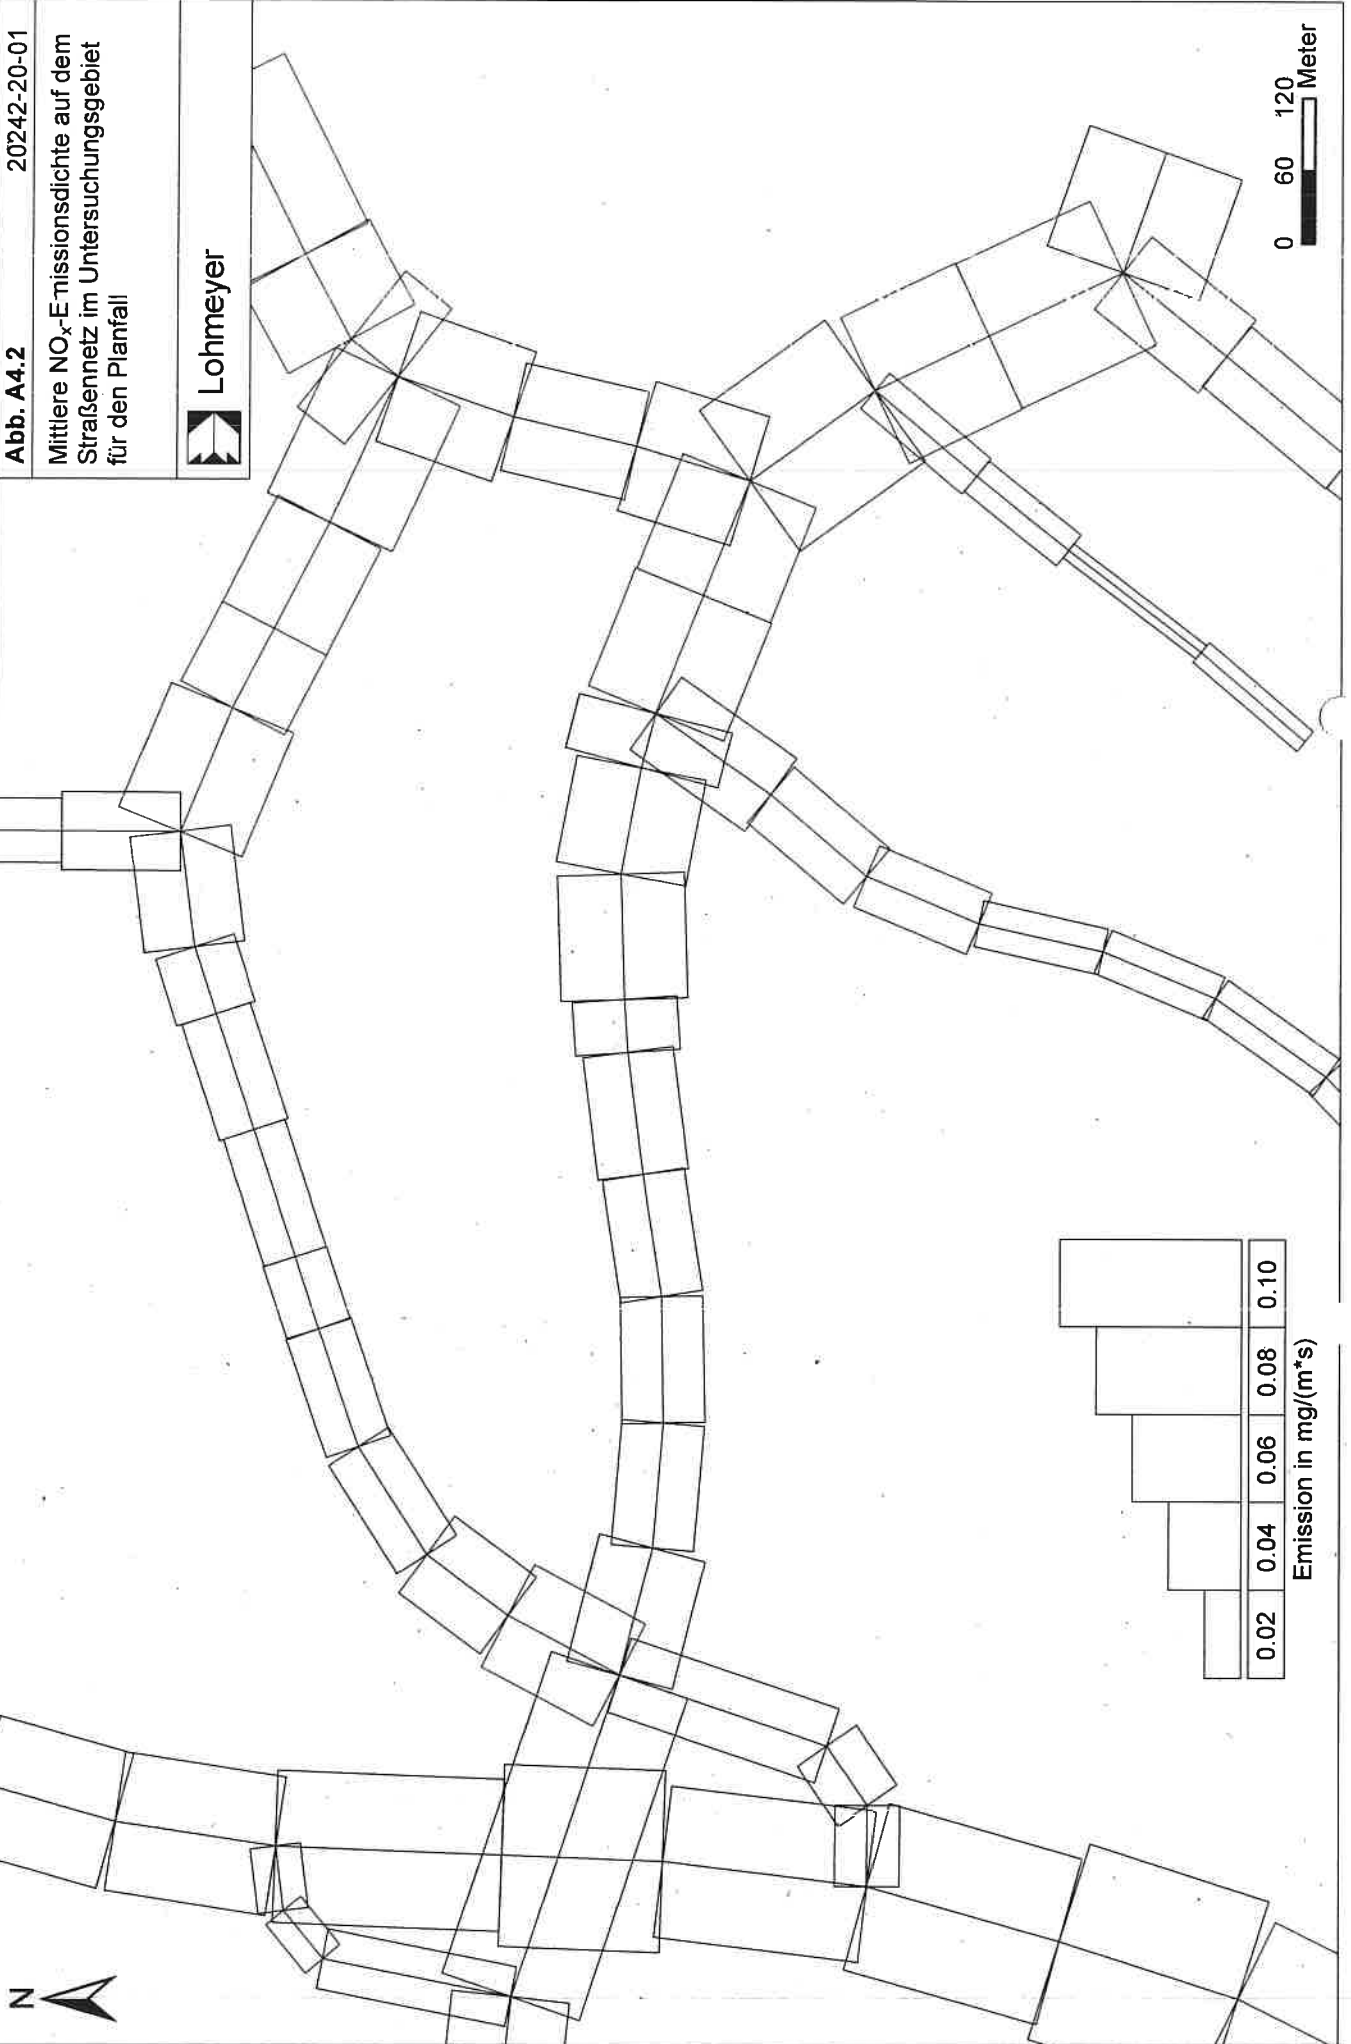 Abb. A4.2 20242-20-01
Mittlere NOx-Emissionsdichte auf dem
Straßennetz im Untersuchungsgebiet
für den Planfall
Lohmeyer
N
0 60 120
Meter
0.02 0.04 0.06 0.08 0.10
Emission in mg/(m*s)